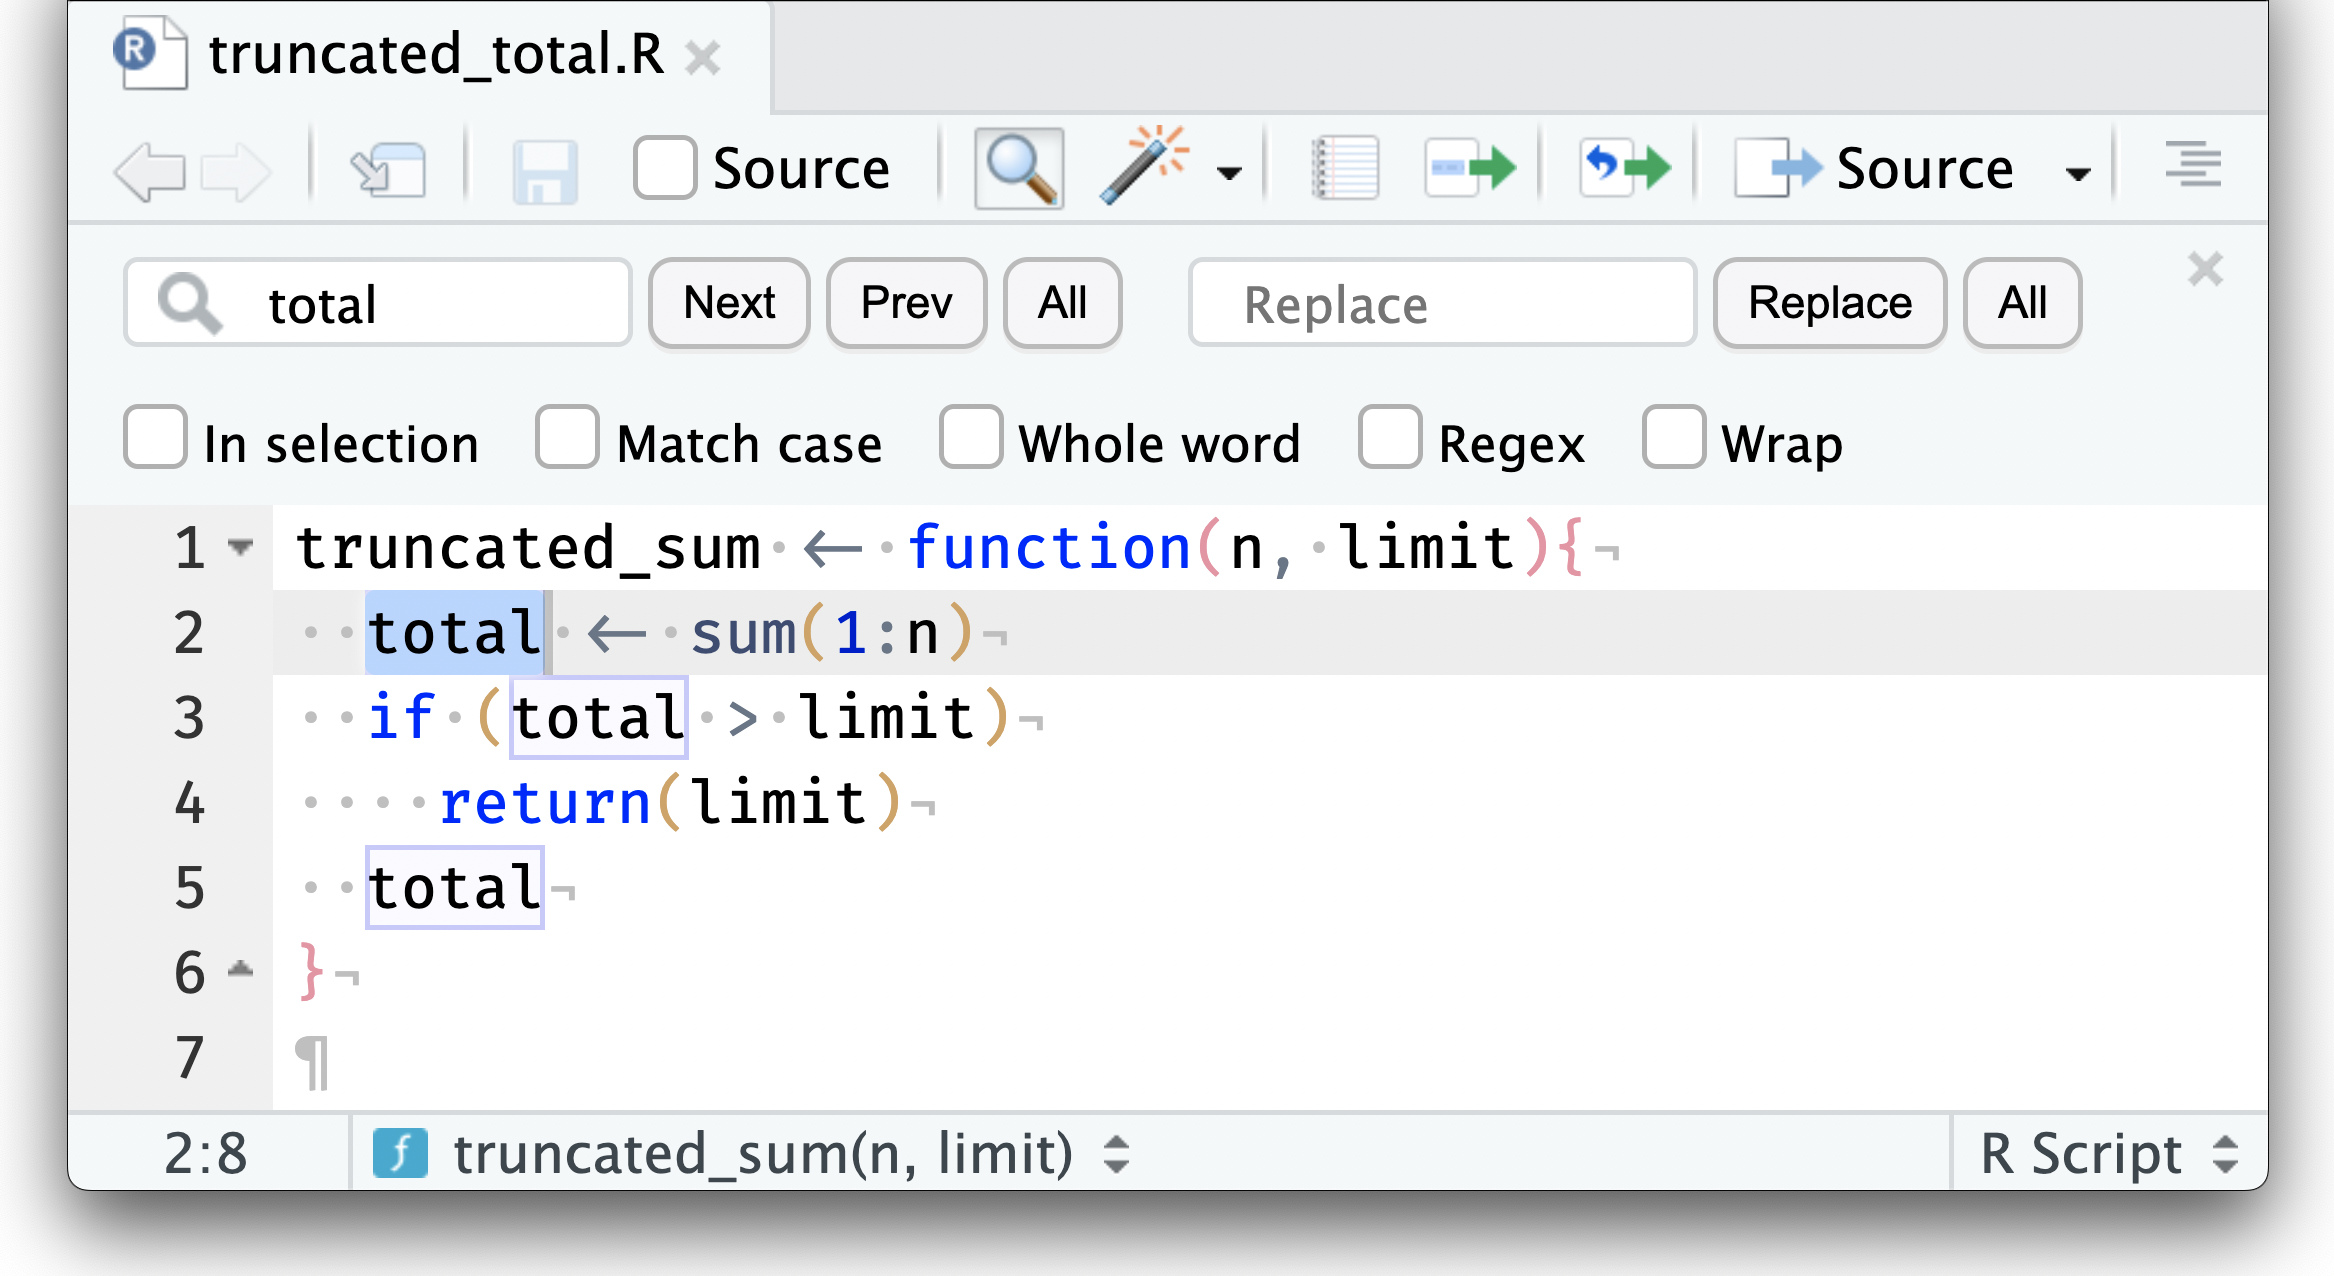 truncated_total.R
Source Source
total Next Prev All Replace Replace All
In selection Match case Whole word Regex Wrap
1 truncated_sum <- function(n, limit){
2   total <- sum(1:n)
3   if (total > limit)
4     return(limit)
5   total
6 }
7
2:8 truncated_sum(n, limit) R Script